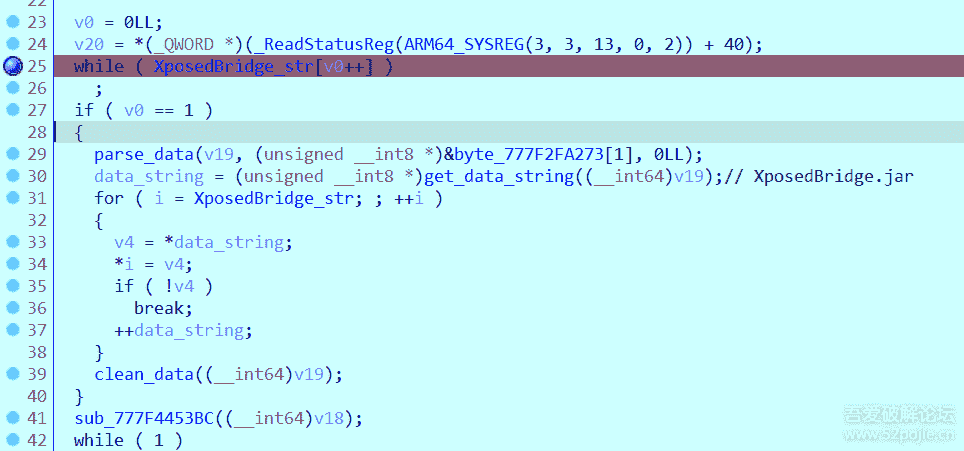 22
23 v0 = 0LL;
24 v20 = *(_QWORD *)(_ReadStatusReg(ARM64_SYSREG(3, 3, 13, 0, 2)) + 40);
25 while ( XposedBridge_str[v0++] )
26 ;
27 if ( v0 == 1 )
28 {
29 parse_data(v19, (unsigned __int8 *)&byte_777F2FA273[1], 0LL);
30 data_string = (unsigned __int8 *)get_data_string((__int64)v19);// XposedBridge.jar
31 for ( i = XposedBridge_str; ; ++i )
32 {
33 v4 = *data_string;
34 *i = v4;
35 if ( !v4 )
36 break;
37 ++data_string;
38 }
39 clean_data((__int64)v19);
40 }
41 sub_777F4453BC((__int64)v18);
42 while ( 1 )
吾爱破解论坛
www.52pojie.cn